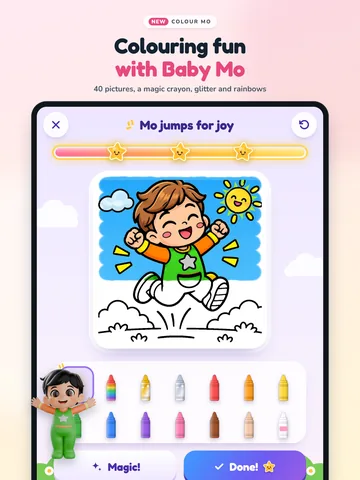 NEW COLOUR MO
Colouring fun
with Baby Mo
40 pictures, a magic crayon, glitter and rainbows
Mo jumps for joy
Magic!
Done!